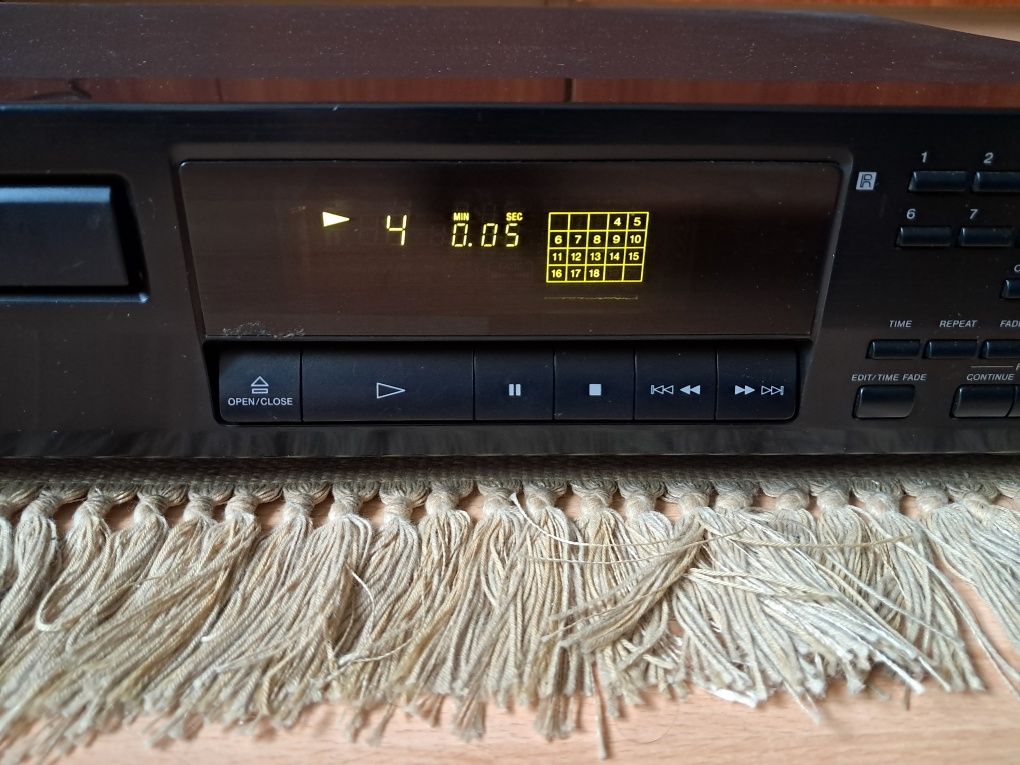 1 2
MIN SEC
4 0.05
4 5
6 7 8 9 10
11 12 13 14 15
16 17 18
6 7
TIME REPEAT
EDIT/TIME FADE CONTINUE
OPEN/CLOSE